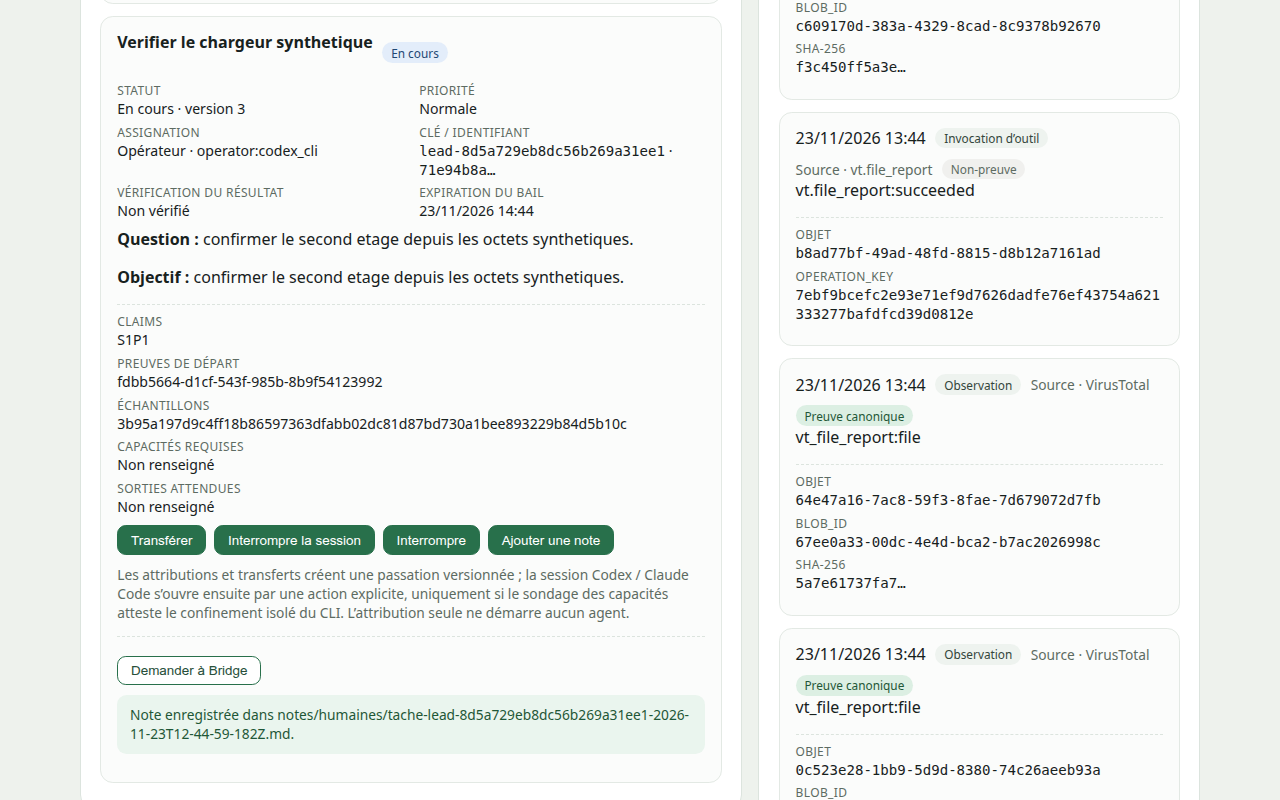 Verifier le chargeur synthetique
En cours
STATUT
En cours · version 3
PRIORITÉ
Normale
ASSIGNATION
Opérateur · operator:codex_cli
CLÉ / IDENTIFIANT
lead-8d5a729eb8dc56b269a31ee1 ·
71e94b8a…
VÉRIFICATION DU RÉSULTAT
Non vérifié
EXPIRATION DU BAIL
23/11/2026 14:44
Question : confirmer le second etage depuis les octets synthetiques.
Objectif : confirmer le second etage depuis les octets synthetiques.
CLAIMS
S1P1
PREUVES DE DÉPART
fdbb5664-d1cf-543f-985b-8b9f54123992
ÉCHANTILLONS
3b95a197d9c4ff18b86597363dfabb02dc81d87bd730a1bee893229b84d5b10c
CAPACITÉS REQUISES
Non renseigné
SORTIES ATTENDUES
Non renseigné
Transférer
Interrompre la session
Interrompre
Ajouter une note
Les attributions et transferts créent une passation versionnée ; la session Codex / Claude
Code s’ouvre ensuite par une action explicite, uniquement si le sondage des capacités
atteste le confinement isolé du CLI. L’attribution seule ne démarre aucun agent.
Demander à Bridge
Note enregistrée dans notes/humaines/tache-lead-8d5a729eb8dc56b269a31ee1-2026-
11-23T12-44-59-182Z.md.
BLOB_ID
c609170d-383a-4329-8cad-8c9378b92670
SHA-256
f3c450ff5a3e…
23/11/2026 13:44
Invocation d’outil
Source · vt.file_report
Non-preuve
vt.file_report:succeeded
OBJET
b8ad77bf-49ad-48fd-8815-d8b12a7161ad
OPERATION_KEY
7ebf9bcefc2e93e71ef9d7626dadfe76ef43754a621
333277bafdfcd39d0812e
23/11/2026 13:44
Observation
Source · VirusTotal
Preuve canonique
vt_file_report:file
OBJET
64e47a16-7ac8-59f3-8fae-7d679072d7fb
BLOB_ID
67ee0a33-00dc-4e4d-bca2-b7ac2026998c
SHA-256
5a7e61737fa7…
23/11/2026 13:44
Observation
Source · VirusTotal
Preuve canonique
vt_file_report:file
OBJET
0c523e28-1bb9-5d9d-8380-74c26aeeb93a
BLOB_ID